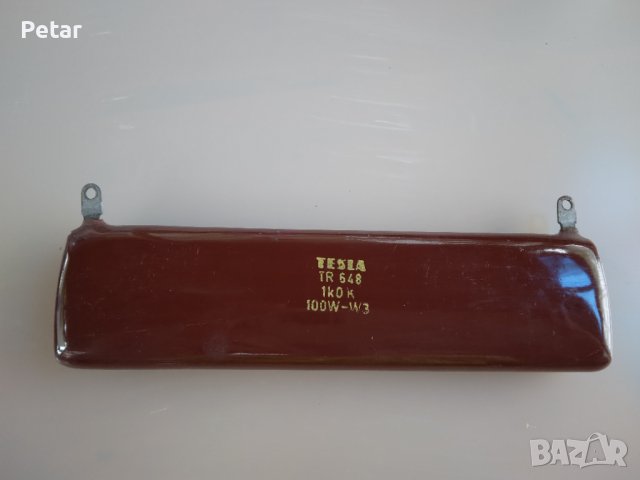 Petar
TESLA
TR 648
1k0 K
100W-W3
BAZAR